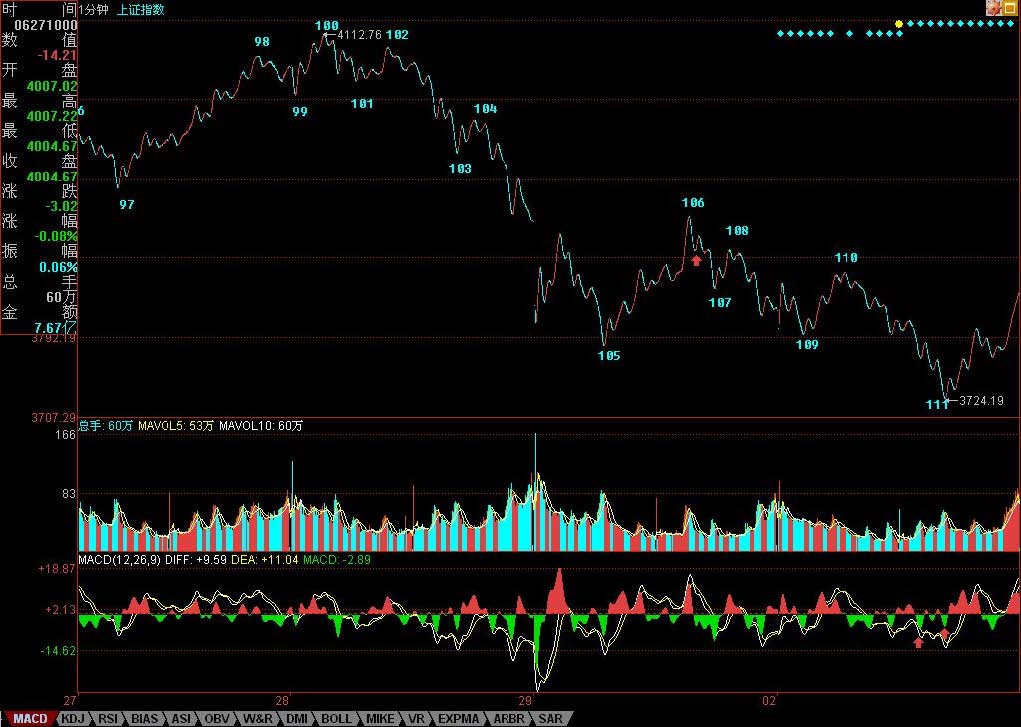 1分钟 上证指数
时间
06271000
数值
-14.21
开盘
4007.02
最高
4007.22
最低
4004.67
收盘
4004.67
涨跌
-3.02
涨幅
-0.08%
振幅
0.06%
总手
60万
金额
7.67亿
3792.19
3707.29
6
97
98
99
100
4112.76
101
102
103
104
105
106
107
108
109
110
111
3724.19
总手: 60万 MAVOL5: 53万 MAVOL10: 60万
166
83
MACD(12,26,9) DIFF: +9.59 DEA: +11.04 MACD: -2.89
+18.87
+2.13
-14.62
27 28 29 02
MACD KDJ RSI BIAS ASI OBV W&R DMI BOLL MIKE VR EXPMA ARBR SAR